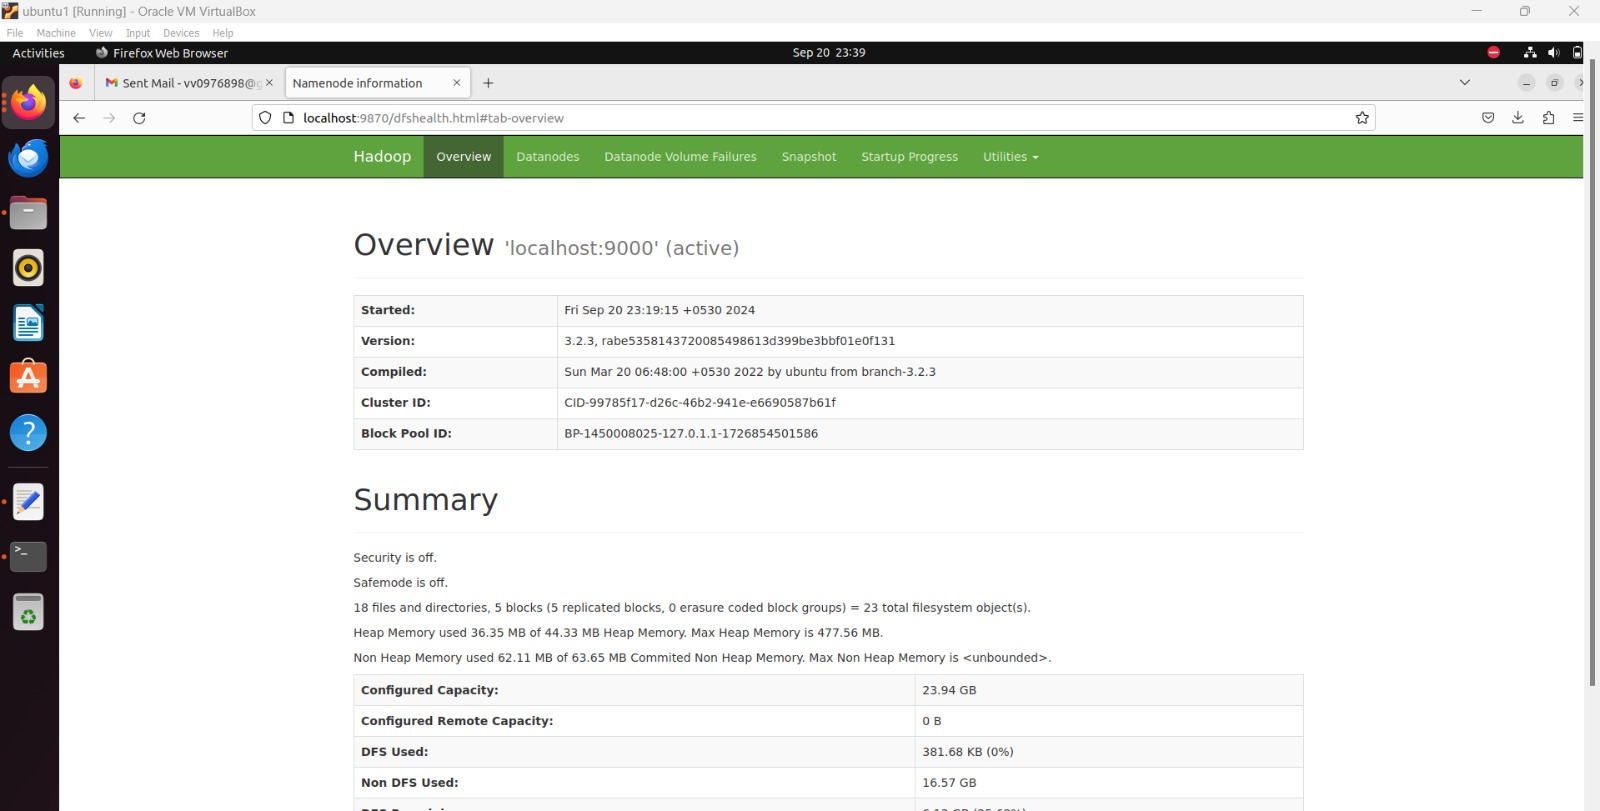 ubuntu1 [Running] - Oracle VM VirtualBox
File Machine View Input Devices Help
Activities Firefox Web Browser Sep 20 23:39
Sent Mail - vv0976898@g Namenode information
localhost:9870/dfshealth.html#tab-overview
Hadoop Overview Datanodes Datanode Volume Failures Snapshot Startup Progress Utilities
Overview 'localhost:9000' (active)
Started: Fri Sep 20 23:19:15 +0530 2024
Version: 3.2.3, rabe5358143720085498613d399be3bbf01e0f131
Compiled: Sun Mar 20 06:48:00 +0530 2022 by ubuntu from branch-3.2.3
Cluster ID: CID-99785f17-d26c-46b2-941e-e6690587b61f
Block Pool ID: BP-1450008025-127.0.1.1-1726854501586
Summary
Security is off.
Safemode is off.
18 files and directories, 5 blocks (5 replicated blocks, 0 erasure coded block groups) = 23 total filesystem object(s).
Heap Memory used 36.35 MB of 44.33 MB Heap Memory. Max Heap Memory is 477.56 MB.
Non Heap Memory used 62.11 MB of 63.65 MB Commited Non Heap Memory. Max Non Heap Memory is <unbounded>.
Configured Capacity: 23.94 GB
Configured Remote Capacity: 0 B
DFS Used: 381.68 KB (0%)
Non DFS Used: 16.57 GB